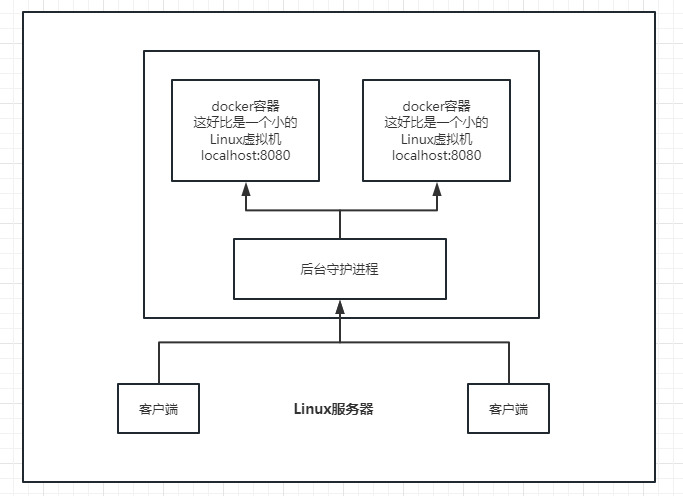 docker容器
这好比是一个小的
Linux虚拟机
localhost:8080
docker容器
这好比是一个小的
Linux虚拟机
localhost:8080
后台守护进程
客户端
Linux服务器
客户端